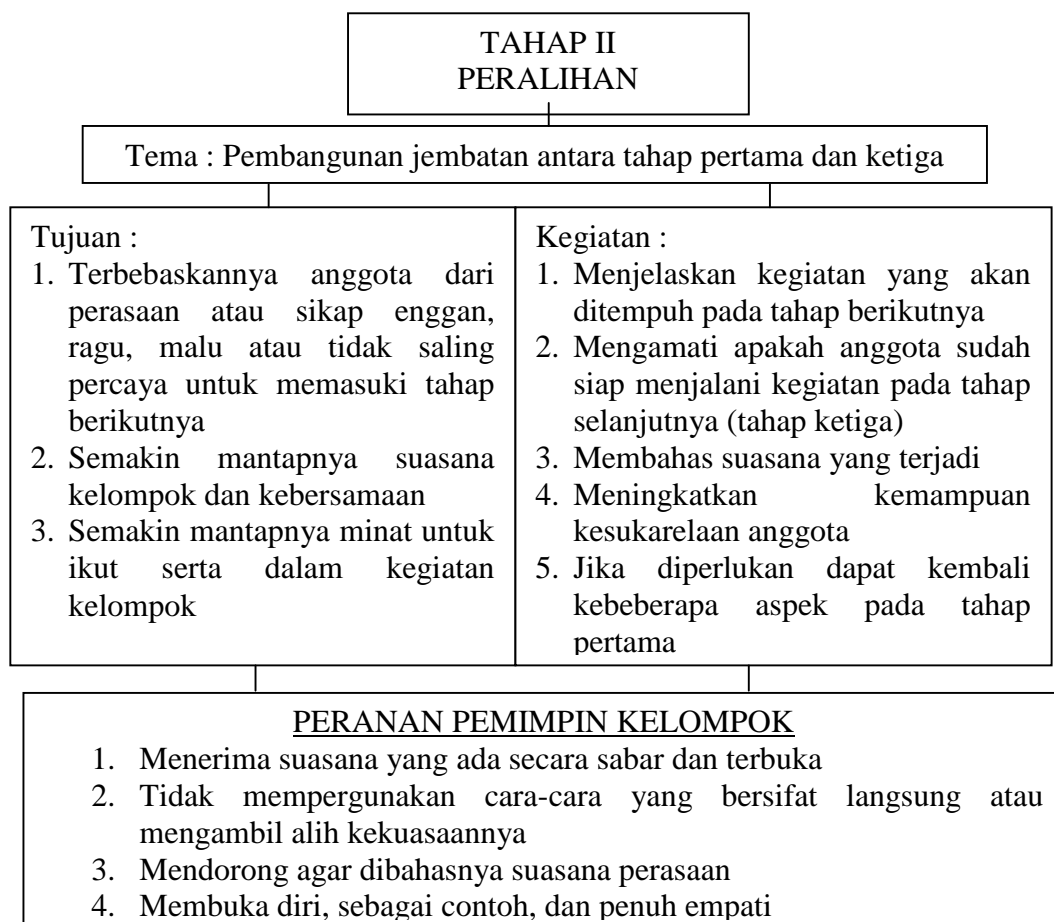 TAHAP II
PERALIHAN
Tema : Pembangunan jembatan antara tahap pertama dan ketiga
Tujuan :
1. Terbebaskannya anggota dari
perasaan atau sikap enggan,
ragu, malu atau tidak saling
percaya untuk memasuki tahap
berikutnya
2. Semakin mantapnya suasana
kelompok dan kebersamaan
3. Semakin mantapnya minat untuk
ikut serta dalam kegiatan
kelompok
Kegiatan :
1. Menjelaskan kegiatan yang akan
ditempuh pada tahap berikutnya
2. Mengamati apakah anggota sudah
siap menjalani kegiatan pada tahap
selanjutnya (tahap ketiga)
3. Membahas suasana yang terjadi
4. Meningkatkan kemampuan
kesukarelaan anggota
5. Jika diperlukan dapat kembali
kebeberapa aspek pada tahap
pertama
PERANAN PEMIMPIN KELOMPOK
1. Menerima suasana yang ada secara sabar dan terbuka
2. Tidak mempergunakan cara-cara yang bersifat langsung atau
mengambil alih kekuasaannya
3. Mendorong agar dibahasnya suasana perasaan
4. Membuka diri, sebagai contoh, dan penuh empati